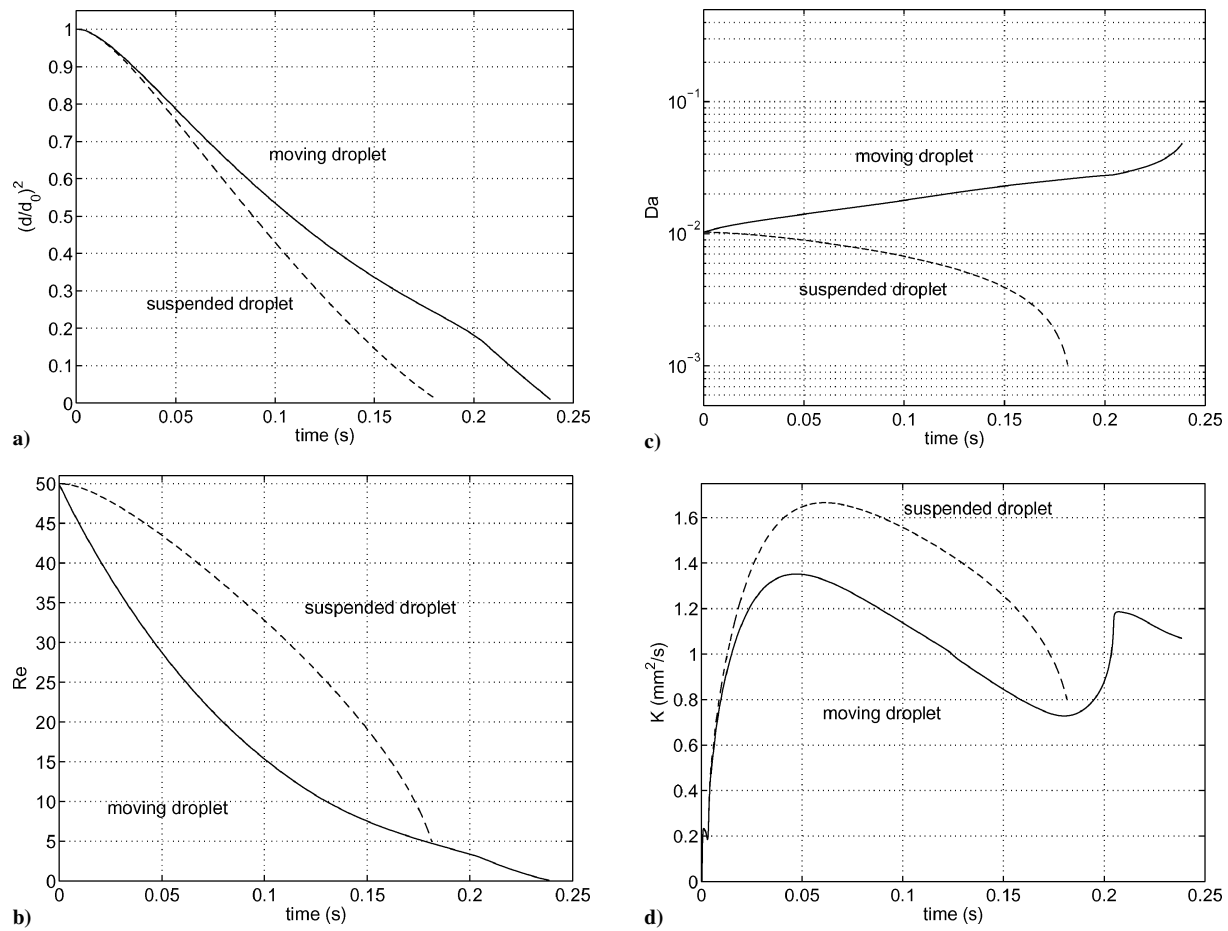 1
0.9
0.8
0.7
0.6
0.5
0.4
0.3
0.2
0.1
0
(d/d₀)²
moving droplet
suspended droplet
0 0.05 0.1 0.15 0.2 0.25
time (s)
a)
10⁻¹
10⁻²
10⁻³
Da
moving droplet
suspended droplet
0 0.05 0.1 0.15 0.2 0.25
time (s)
c)
50
45
40
35
30
25
20
15
10
5
0
Re
suspended droplet
moving droplet
0 0.05 0.1 0.15 0.2 0.25
time (s)
b)
1.6
1.4
1.2
1
0.8
0.6
0.4
0.2
0
K (mm²/s)
suspended droplet
moving droplet
0 0.05 0.1 0.15 0.2 0.25
time (s)
d)